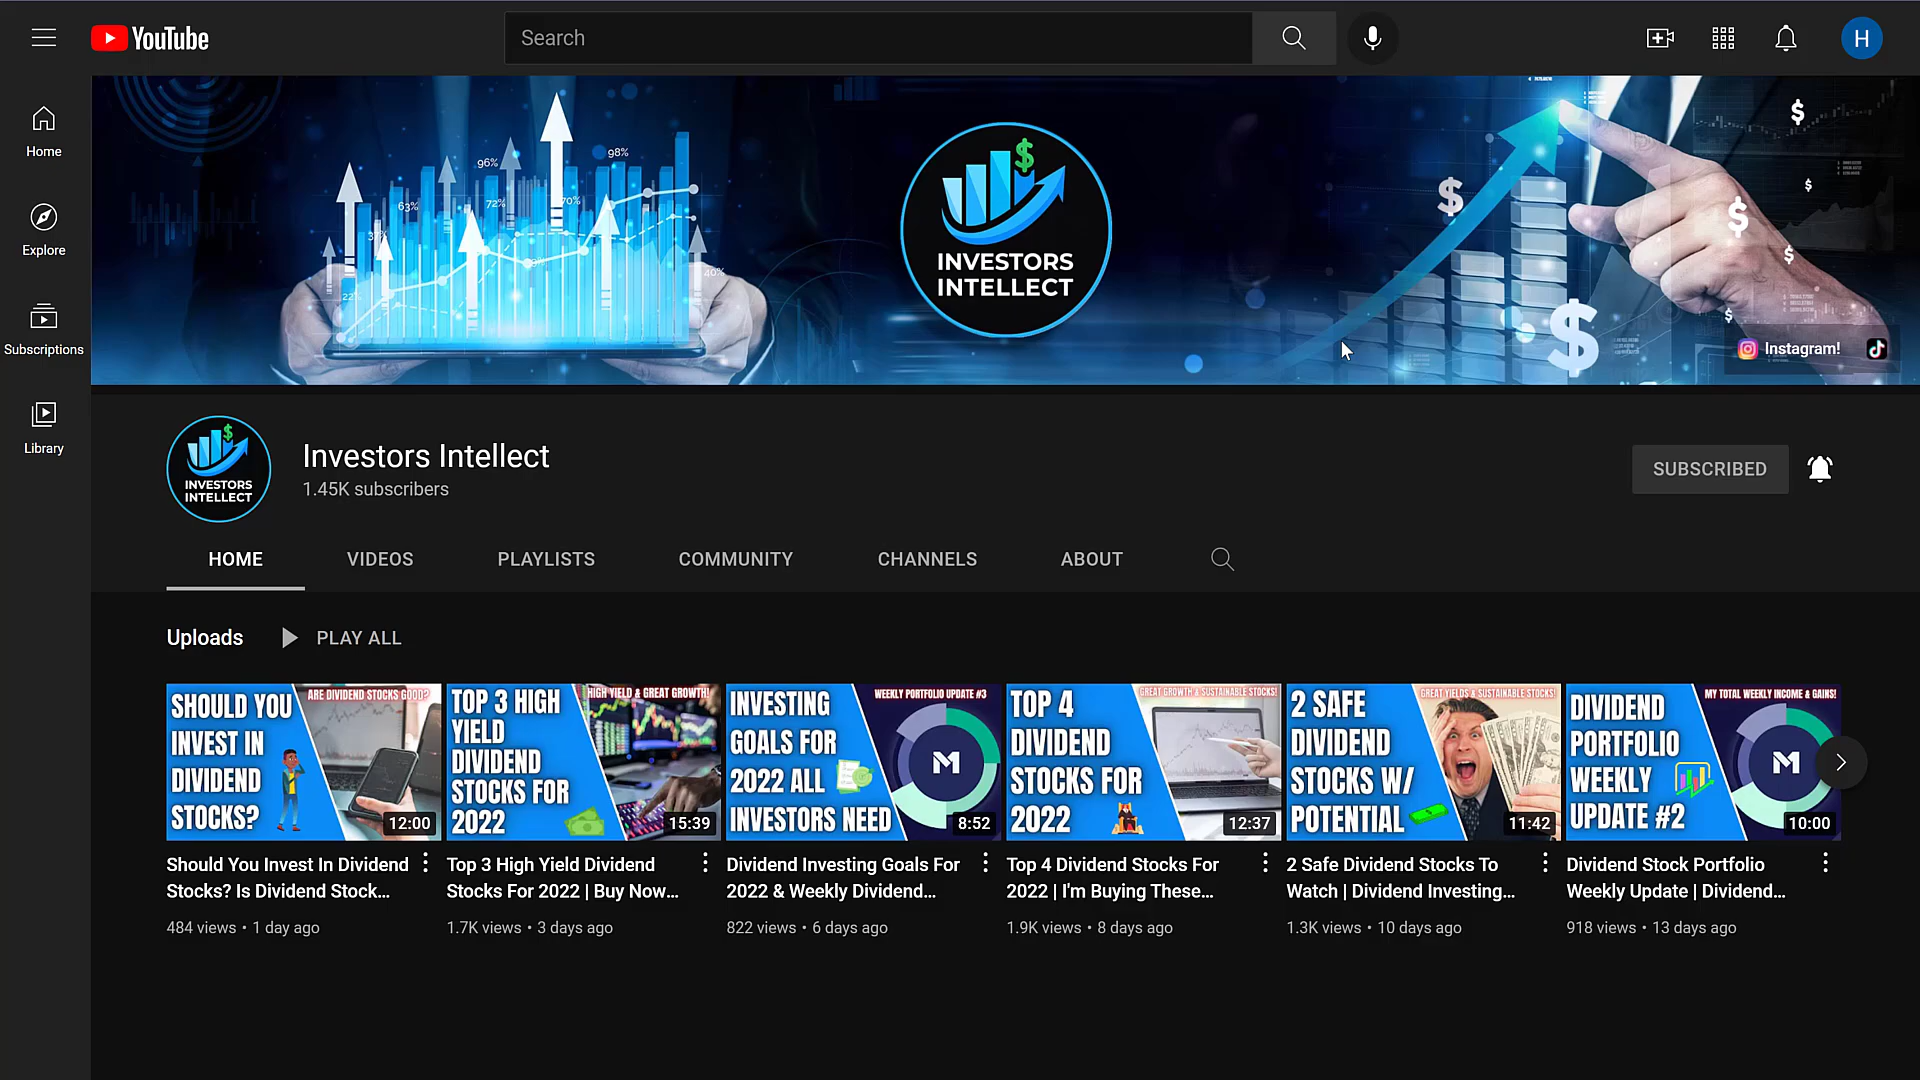 YouTube
Search
H
Home
Explore
Subscriptions
Library
96%
98%
63%
72%
70%
22%
40%
$
INVESTORS
INTELLECT
$
$
$
$
$
$
$
Instagram!
$
INVESTORS
INTELLECT
Investors Intellect
1.45K subscribers
SUBSCRIBED
HOME
VIDEOS
PLAYLISTS
COMMUNITY
CHANNELS
ABOUT
Uploads
PLAY ALL
ARE DIVIDEND STOCKS GOOD?
SHOULD YOU
INVEST IN
DIVIDEND
STOCKS?
12:00
HIGH YIELD & GREAT GROWTH!
TOP 3 HIGH
YIELD
DIVIDEND
STOCKS FOR
2022
15:39
WEEKLY PORTFOLIO UPDATE #3
INVESTING
GOALS FOR
2022 ALL
INVESTORS NEED
8:52
GREAT GROWTH & SUSTAINABLE STOCKS!
TOP 4
DIVIDEND
STOCKS FOR
2022
12:37
GREAT YIELDS & SUSTAINABLE STOCKS!
2 SAFE
DIVIDEND
STOCKS W/
POTENTIAL
11:42
MY TOTAL WEEKLY INCOME & GAINS!
DIVIDEND
PORTFOLIO
WEEKLY
UPDATE #2
10:00
Should You Invest In Dividend
Stocks? Is Dividend Stock...
484 views • 1 day ago
Top 3 High Yield Dividend
Stocks For 2022 | Buy Now...
1.7K views • 3 days ago
Dividend Investing Goals For
2022 & Weekly Dividend...
822 views • 6 days ago
Top 4 Dividend Stocks For
2022 | I'm Buying These...
1.9K views • 8 days ago
2 Safe Dividend Stocks To
Watch | Dividend Investing...
1.3K views • 10 days ago
Dividend Stock Portfolio
Weekly Update | Dividend...
918 views • 13 days ago